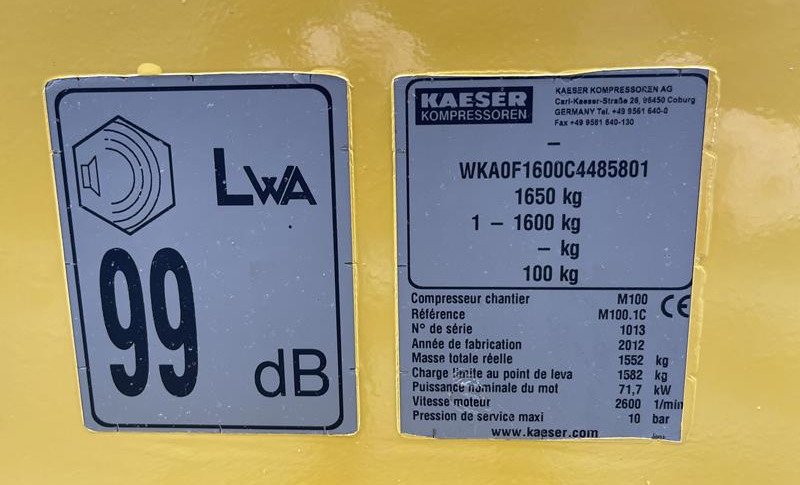 LWA
99
dB
KAESER
KOMPRESSOREN
KAESER KOMPRESSOREN AG
Carl-Kaeser-Straße 26, 96450 Coburg
GERMANY Tel. +49 9561 640-0
Fax +49 9561 640-130
–
WKA0F1600C4485801
1650 kg
1 – 1600 kg
– kg
100 kg
Compresseur chantier M100
Référence M100.1C
N° de série 1013
Année de fabrication 2012
Masse totale réelle 1552 kg
Charge limite au point de leva 1582 kg
Puissance nominale du mot 71,7 kW
Vitesse moteur 2600 1/min
Pression de service maxi 10 bar
CE
www.kaeser.com